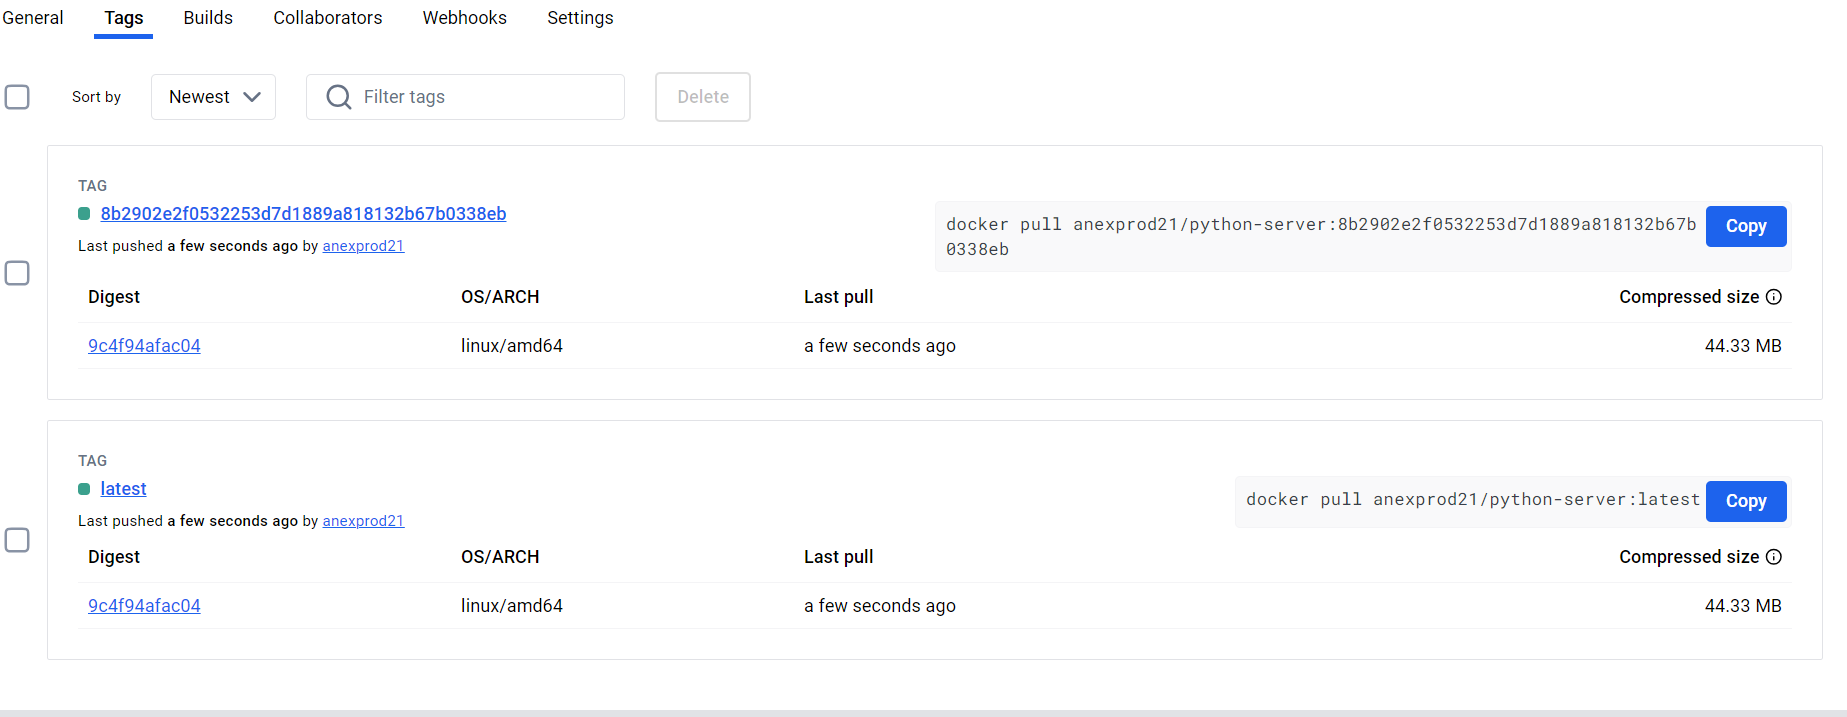 General Tags Builds Collaborators Webhooks Settings
Sort by Newest Filter tags Delete
TAG
8b2902e2f0532253d7d1889a818132b67b0338eb
Last pushed a few seconds ago by anexprod21
docker pull anexprod21/python-server:8b2902e2f0532253d7d1889a818132b67b
0338eb
Copy
Digest OS/ARCH Last pull Compressed size
9c4f94afac04 linux/amd64 a few seconds ago 44.33 MB
TAG
latest
Last pushed a few seconds ago by anexprod21
docker pull anexprod21/python-server:latest
Copy
Digest OS/ARCH Last pull Compressed size
9c4f94afac04 linux/amd64 a few seconds ago 44.33 MB